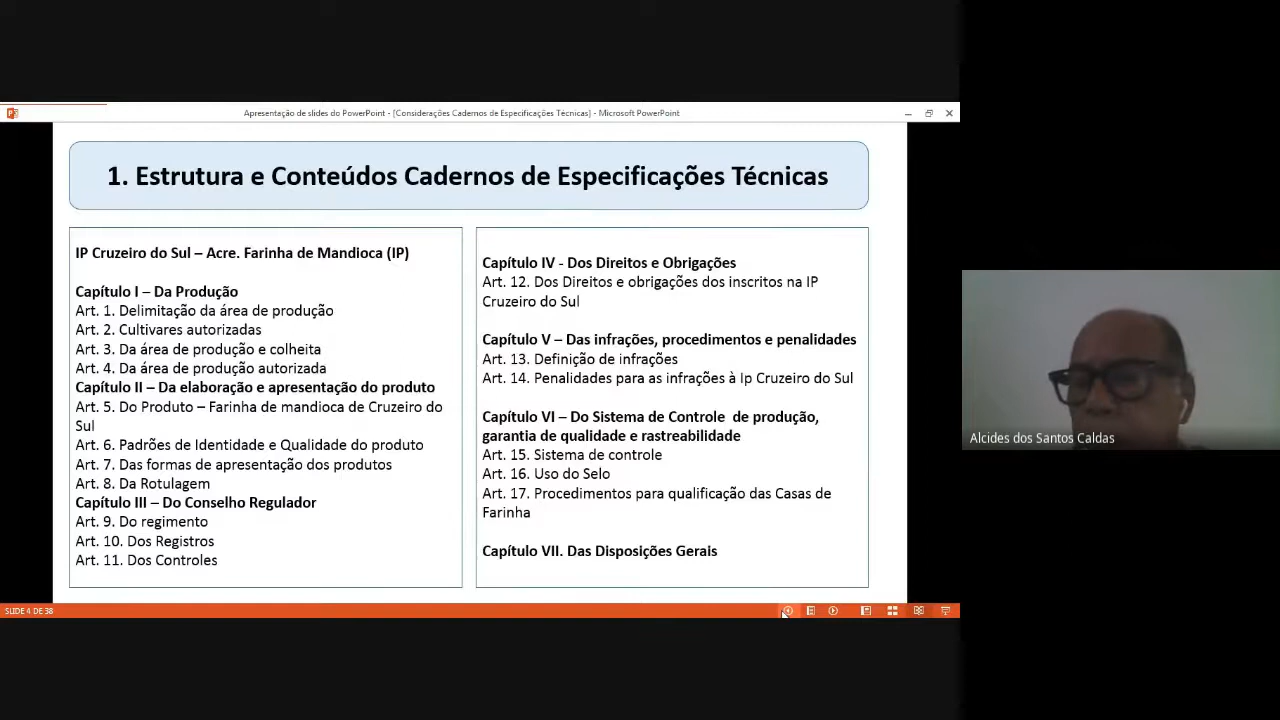 Apresentação de slides do PowerPoint - [Considerações Cadernos de Especificações Técnicas] - Microsoft PowerPoint
1. Estrutura e Conteúdos Cadernos de Especificações Técnicas
IP Cruzeiro do Sul – Acre. Farinha de Mandioca (IP)
Capítulo I – Da Produção
Art. 1. Delimitação da área de produção
Art. 2. Cultivares autorizadas
Art. 3. Da área de produção e colheita
Art. 4. Da área de produção autorizada
Capítulo II – Da elaboração e apresentação do produto
Art. 5. Do Produto – Farinha de mandioca de Cruzeiro do
Sul
Art. 6. Padrões de Identidade e Qualidade do produto
Art. 7. Das formas de apresentação dos produtos
Art. 8. Da Rotulagem
Capítulo III – Do Conselho Regulador
Art. 9. Do regimento
Art. 10. Dos Registros
Art. 11. Dos Controles
Capítulo IV - Dos Direitos e Obrigações
Art. 12. Dos Direitos e obrigações dos inscritos na IP
Cruzeiro do Sul
Capítulo V – Das infrações, procedimentos e penalidades
Art. 13. Definição de infrações
Art. 14. Penalidades para as infrações à Ip Cruzeiro do Sul
Capítulo VI – Do Sistema de Controle de produção,
garantia de qualidade e rastreabilidade
Art. 15. Sistema de controle
Art. 16. Uso do Selo
Art. 17. Procedimentos para qualificação das Casas de
Farinha
Capítulo VII. Das Disposições Gerais
Alcides dos Santos Caldas
SLIDE 4 DE 38